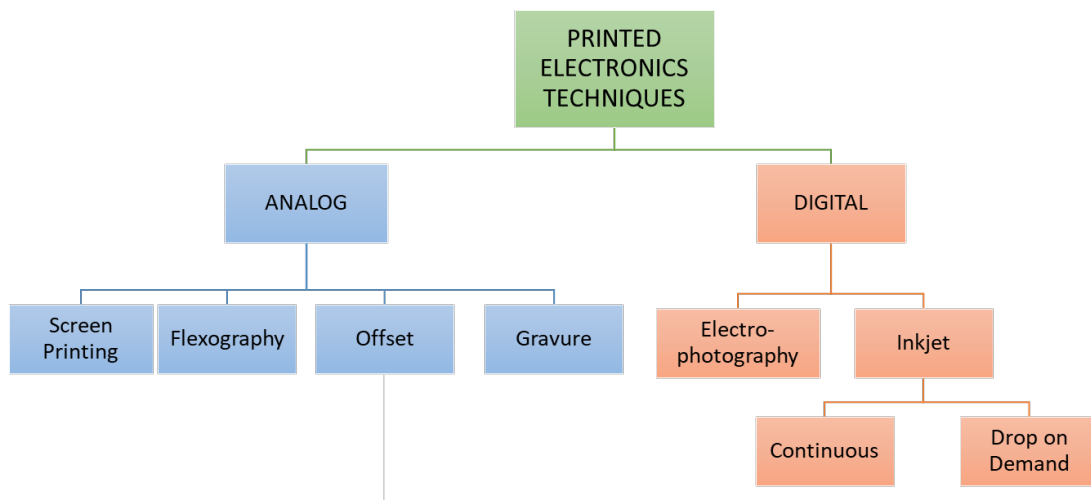 PRINTED
ELECTRONICS
TECHNIQUES
ANALOG
DIGITAL
Screen
Printing
Flexography
Offset
Gravure
Electro-
photography
Inkjet
Continuous
Drop on
Demand